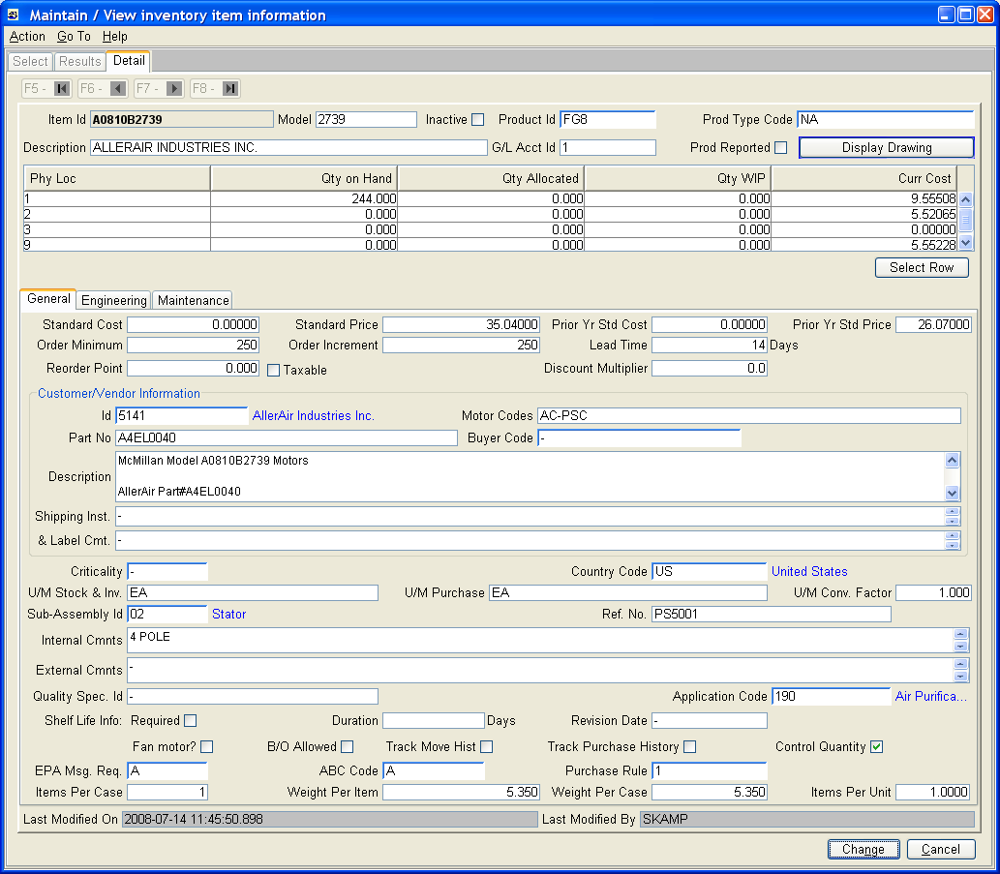 Maintain / View inventory item information
Action Go To Help
Select Results Detail
F5 - F6 - F7 - F8 -
Item Id A0810B2739 Model 2739 Inactive Product Id FG8 Prod Type Code NA
Description ALLERAIR INDUSTRIES INC. G/L Acct Id 1 Prod Reported Display Drawing
Phy Loc Qty on Hand Qty Allocated Qty WIP Curr Cost
1 244.000 0.000 0.000 9.55508
2 0.000 0.000 0.000 5.52065
3 0.000 0.000 0.000 0.00000
9 0.000 0.000 0.000 5.55228
Select Row
General Engineering Maintenance
Standard Cost 0.00000 Standard Price 35.04000 Prior Yr Std Cost 0.00000 Prior Yr Std Price 26.07000
Order Minimum 250 Order Increment 250 Lead Time 14 Days
Reorder Point 0.000 Taxable Discount Multiplier 0.0
Customer/Vendor Information
Id 5141 AllerAir Industries Inc. Motor Codes AC-PSC
Part No A4EL0040 Buyer Code -
Description McMillan Model A0810B2739 Motors
AllerAir Part#A4EL0040
Shipping Inst. -
& Label Cmt. -
Criticality - Country Code US United States
U/M Stock & Inv. EA U/M Purchase EA U/M Conv. Factor 1.000
Sub-Assembly Id 02 Stator Ref. No. PS5001
Internal Cmnts 4 POLE
External Cmnts -
Quality Spec. Id - Application Code 190 Air Purifica...
Shelf Life Info: Required Duration Days Revision Date -
Fan motor? B/O Allowed Track Move Hist Track Purchase History Control Quantity
EPA Msg. Req. A ABC Code A Purchase Rule 1
Items Per Case 1 Weight Per Item 5.350 Weight Per Case 5.350 Items Per Unit 1.0000
Last Modified On 2008-07-14 11:45:50.898 Last Modified By SKAMP
Change Cancel